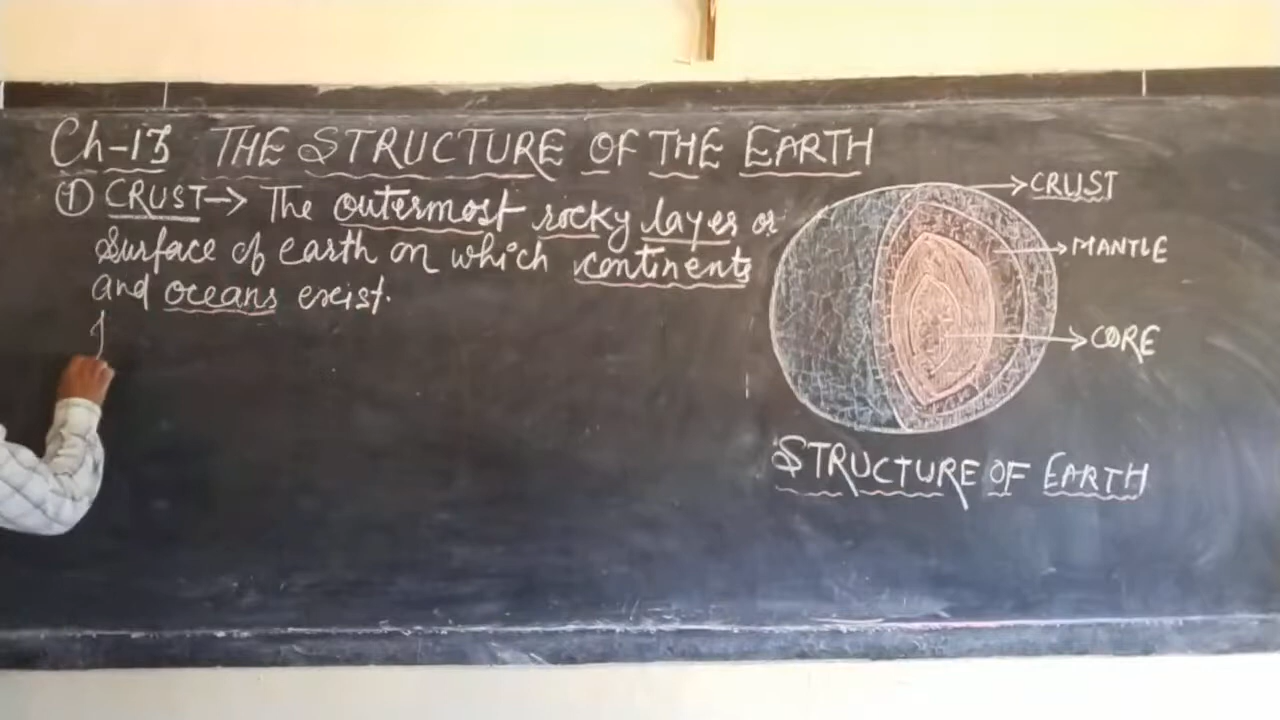 Ch-13 THE STRUCTURE OF THE EARTH
① CRUST → The outermost rocky layer or
Surface of earth on which continents
and oceans exist.
CRUST
MANTLE
CORE
STRUCTURE OF EARTH